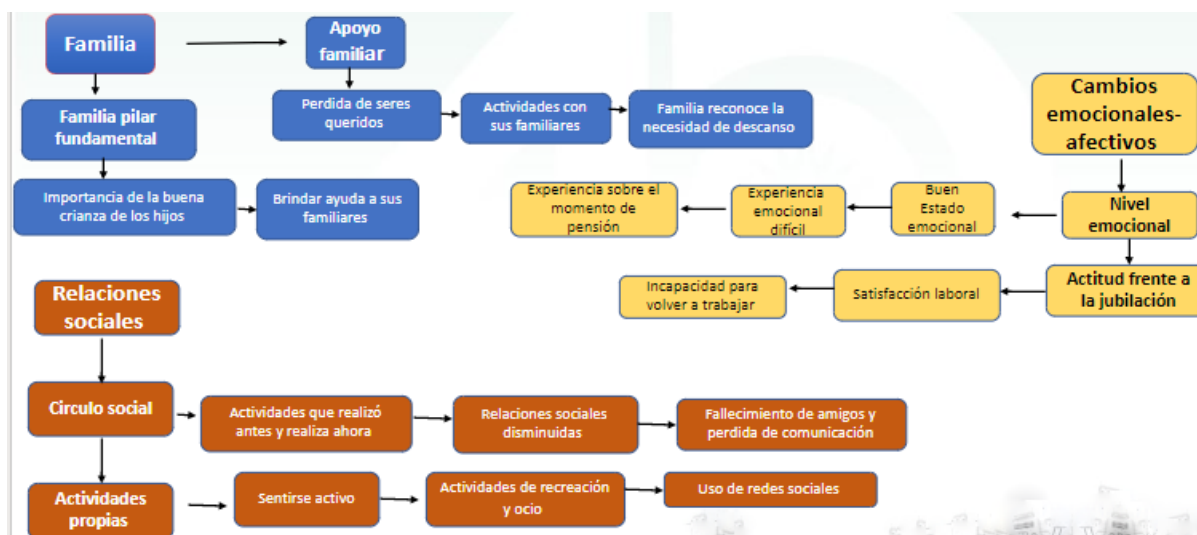 Familia
Apoyo
familiar
Familia pilar
fundamental
Perdida de seres
queridos
Actividades con
sus familiares
Familia reconoce la
necesidad de descanso
Importancia de la buena
crianza de los hijos
Brindar ayuda a sus
familiares
Cambios
emocionales-
afectivos
Nivel
emocional
Buen
Estado
emocional
Experiencia
emocional
difícil
Experiencia sobre el
momento de
pensión
Actitud frente a
la jubilación
Satisfacción laboral
Incapacidad para
volver a trabajar
Relaciones
sociales
Circulo social
Actividades que realizó
antes y realiza ahora
Relaciones sociales
disminuidas
Fallecimiento de amigos y
perdida de comunicación
Actividades
propias
Sentirse activo
Actividades de recreación
y ocio
Uso de redes sociales